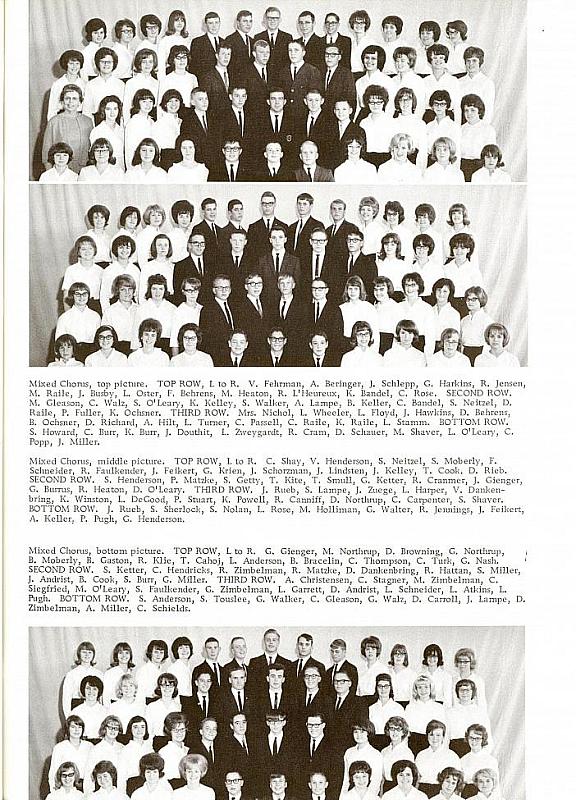 Mixed Chorus, top picture. TOP ROW, L to R. V. Fehrman, A. Beringer, J. Schlepp, G. Harkins, R. Jensen,
M. Raile, J. Busby, L. Oster, F. Behrens, M. Heaton, R. L'Heureux, K. Bandel, C. Rose. SECOND ROW.
M. Gleason, C. Walz, S. O'Leary, K. Kelley, S. Walker, A. Lampe, B. Keller, C. Bandel, S. Neitzel, D.
Raile, P. Fuller, K. Ochsner. THIRD ROW. Mrs. Nichol, L. Wheeler, L. Floyd, J. Hawkins, D. Behrens,
B. Ochsner, D. Richard, A. Hilt, L. Turner, C. Passell, C. Raile, K. Raile, L. Stamm. BOTTOM ROW.
S. Howard, C. Burr, K. Burr, J. Douthit, L. Zweygardt, R. Cram, D. Schauer, M. Shaver, L. O'Leary, C.
Popp, J. Miller.
Mixed Chorus, middle picture. TOP ROW, L to R. C. Shay, V. Henderson, S. Neitzel, S. Moberly, F.
Schneider, R. Faulkender, J. Feikert, G. Krien, J. Schorzman, J. Lindsten, J. Kelley, T. Cook, D. Rieb.
SECOND ROW. S. Henderson, P. Matzke, S. Getty, T. Kite, T. Smull, G. Ketter, R. Cranmer, J. Gienger,
G. Burrus, R. Heaton, D. O'Leary. THIRD ROW. J. Rueb, S. Lampe, J. Zuege, L. Harper, V. Danken-
bring, K. Winston, L. DeGood, P. Stuart, K. Powell, R. Canniff, D. Northrup, C. Carpenter, S. Shaver.
BOTTOM ROW. J. Rueb, S. Sherlock, S. Nolan, L. Rose, M. Holliman, G. Walter, R. Jennings, J. Feikert,
A. Keller, P. Pugh, G. Henderson.
Mixed Chorus, bottom picture. TOP ROW, L to R. G. Gienger, M. Northrup, D. Browning, G. Northrup,
B. Moberly, B. Gaston, R. Klie, T. Cahoj, L. Anderson, B. Bracelin, C. Thompson, C. Turk, G. Nash.
SECOND ROW. S. Ketter, C. Hendricks, R. Zimbelman, R. Matzke, D. Dankenbring, R. Hattan, S. Miller,
J. Andrist, B. Cook, S. Burr, G. Miller. THIRD ROW. A. Christensen, C. Stagner, M. Zimbelman, C.
Siegfried, M. O'Leary, S. Faulkender, G. Zimbelman, L. Garrett, D. Andrist, L. Schneider, L. Atkins, L.
Pugh. BOTTOM ROW. S. Anderson, S. Touslee, G. Walker, C. Gleason, G. Walz, D. Carroll, J. Lampe, D.
Zimbelman, A. Miller, C. Schields.